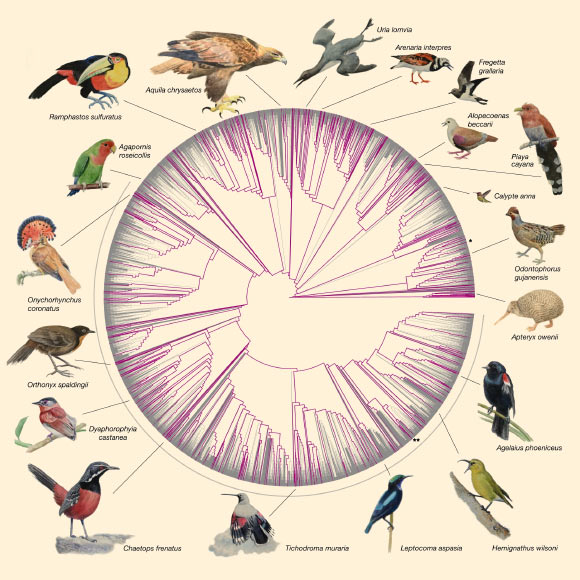 Uria lomvia
Arenaria interpres
Fregetta
grallaria
Aquila chrysaetos
Ramphastos sulfuratus
Alopecoenas
beccarii
Agapornis
roseicollis
Playa
cayana
Calypte anna
*
Odontophorus
gujanensis
Onychorhynchus
coronatus
Apteryx owenii
Orthonyx spaldingii
Dyaphorophyia
castanea
**
Agelaius phoeniceus
Chaetops frenatus
Tichodroma muraria
Leptocoma aspasia
Hemignathus wilsoni